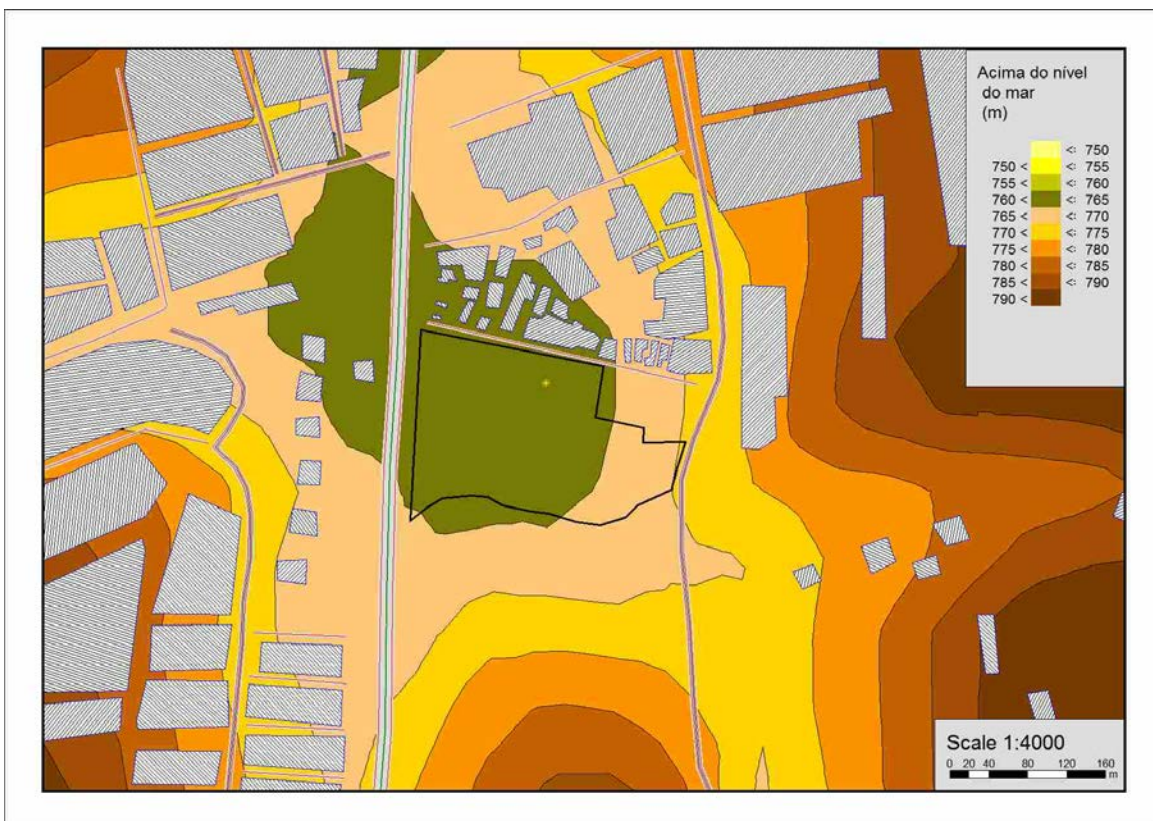 Acima do nível
do mar
(m)
<= 750
750 < <= 755
755 < <= 760
760 < <= 765
765 < <= 770
770 < <= 775
775 < <= 780
780 < <= 785
785 < <= 790
790 <
Scale 1:4000
0 20 40 80 120 160
m